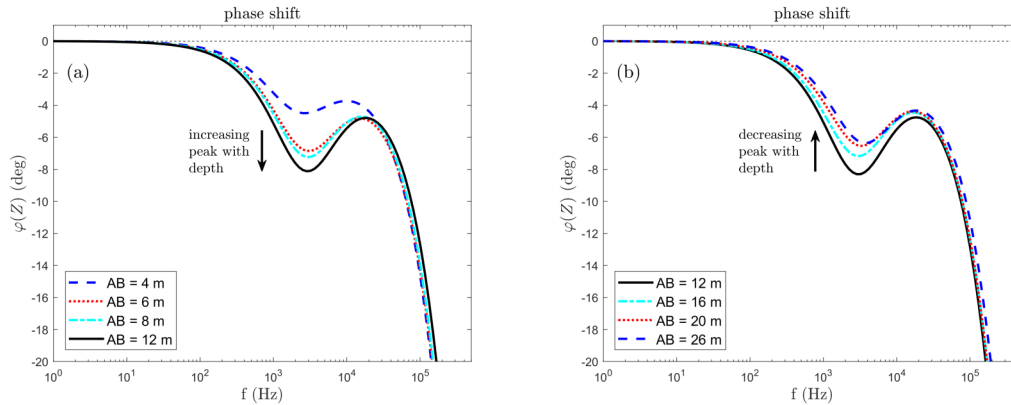 phase shift
0
-2
-4
-6
-8
-10
-12
-14
-16
-18
-20
φ(Z) (deg)
(a)
increasing
peak with
depth
AB = 4 m
AB = 6 m
AB = 8 m
AB = 12 m
10^0
10^1
10^2
10^3
10^4
10^5
f (Hz)
phase shift
0
-2
-4
-6
-8
-10
-12
-14
-16
-18
-20
φ(Z) (deg)
(b)
decreasing
peak with
depth
AB = 12 m
AB = 16 m
AB = 20 m
AB = 26 m
10^0
10^1
10^2
10^3
10^4
10^5
f (Hz)